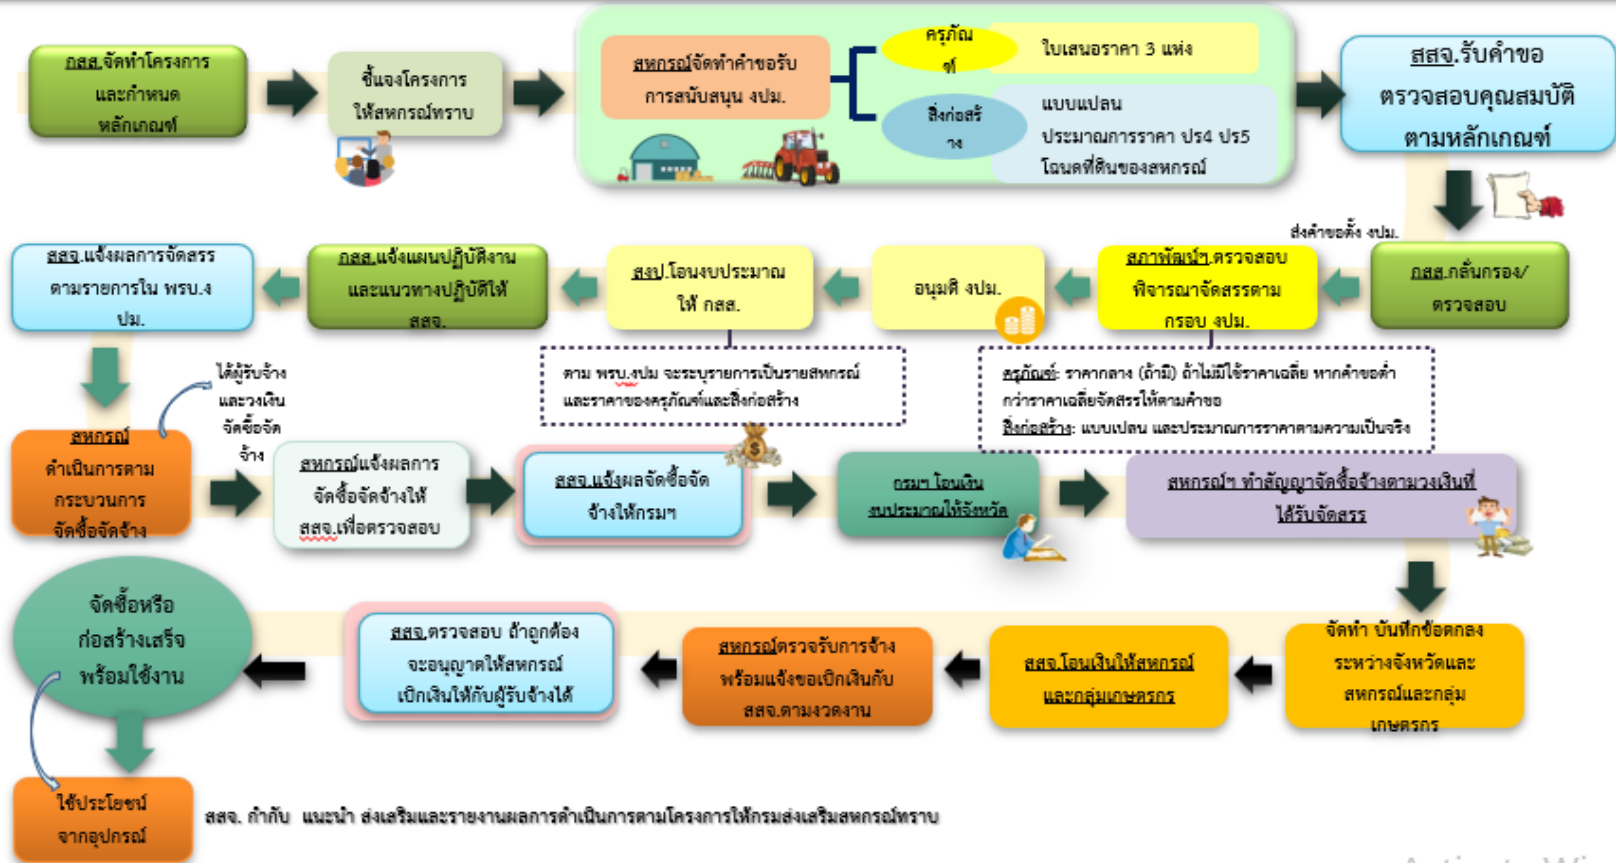 กสส.จัดทำโครงการ
และกำหนด
หลักเกณฑ์
ชี้แจงโครงการ
ให้สหกรณ์ทราบ
สหกรณ์จัดทำคำขอรับ
การสนับสนุน งปม.
ครุภัณ
ฑ์
ใบเสนอราคา 3 แห่ง
สิ่งก่อสร้
าง
แบบแปลน
ประมาณการราคา ปร4 ปร5
โฉนดที่ดินของสหกรณ์
สสจ.รับคำขอ
ตรวจสอบคุณสมบัติ
ตามหลักเกณฑ์
ส่งคำขอตั้ง งปม.
กสส.กลั่นกรอง/
ตรวจสอบ
สภาพัฒน์ฯ.ตรวจสอบ
พิจารณาจัดสรรตาม
กรอบ งปม.
อนุมติ งปม.
สงป.โอนงบประมาณ
ให้ กสส.
กสส.แจ้งแผนปฏิบัติงาน
และแนวทางปฏิบัติให้
สสจ.
สสจ.แจ้งผลการจัดสรร
ตามรายการใน พรบ.ง
ปม.
ครุภัณฑ์: ราคากลาง (ถ้ามี) ถ้าไม่มีใช้ราคาเฉลี่ย หากคำขอต่ำ
กว่าราคาเฉลี่ยจัดสรรให้ตามคำขอ
สิ่งก่อสร้าง: แบบเปลน และประมาณการราคาตามความเป็นจริง
ตาม พรบ.งปม จะระบุรายการเป็นรายสหกรณ์
และราคาของครุภัณฑ์และสิ่งก่อสร้าง
ได้ผู้รับจ้าง
และวงเงิน
จัดซื้อจัด
จ้าง
สหกรณ์
ดำเนินการตาม
กระบวนการ
จัดซื้อจัดจ้าง
สหกรณ์แจ้งผลการ
จัดซื้อจัดจ้างให้
สสจ.เพื่อตรวจสอบ
สสจ.แจ้งผลจัดซื้อจัด
จ้างให้กรมฯ
กรมฯ โอนเงิน
งบประมาณให้จังหวัด
สหกรณ์ฯ ทำสัญญาจัดซื้อจ้างตามวงเงินที่
ได้รับจัดสรร
จัดทำ บันทึกข้อตกลง
ระหว่างจังหวัดและ
สหกรณ์และกลุ่ม
เกษตรกร
สสจ.โอนเงินให้สหกรณ์
และกลุ่มเกษตรกร
สหกรณ์ตรวจรับการจ้าง
พร้อมแจ้งขอเบิกเงินกับ
สสจ.ตามงวดงาน
สสจ.ตรวจสอบ ถ้าถูกต้อง
จะอนุญาตให้สหกรณ์
เบิกเงินให้กับผู้รับจ้างได้
จัดซื้อหรือ
ก่อสร้างเสร็จ
พร้อมใช้งาน
ใช้ประโยชน์
จากอุปกรณ์
สสจ. กำกับ แนะนำ ส่งเสริมและรายงานผลการดำเนินการตามโครงการให้กรมส่งเสริมสหกรณ์ทราบ